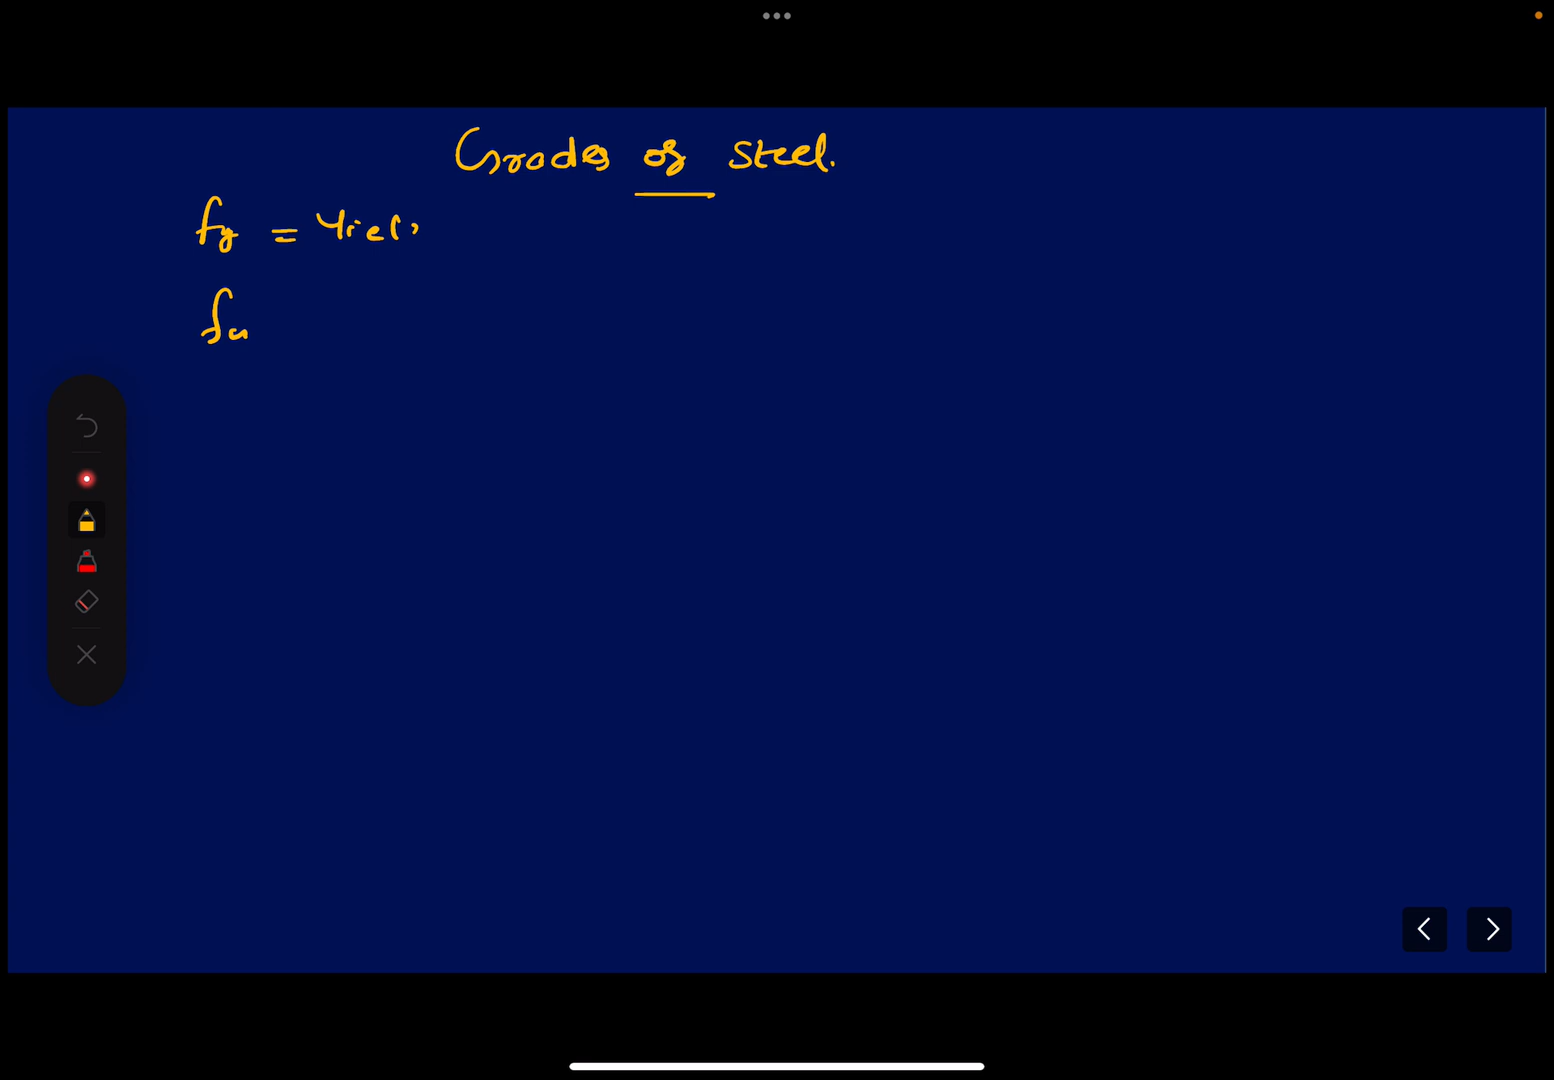 Grades of steel.
fy = Yiel
fu